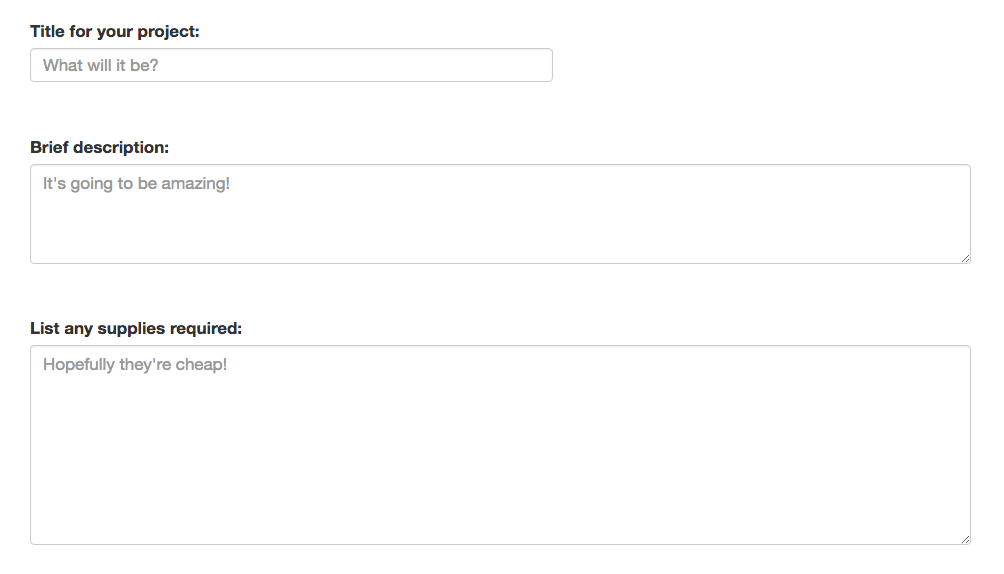 Title for your project:
What will it be?
Brief description:
It's going to be amazing!
List any supplies required:
Hopefully they're cheap!